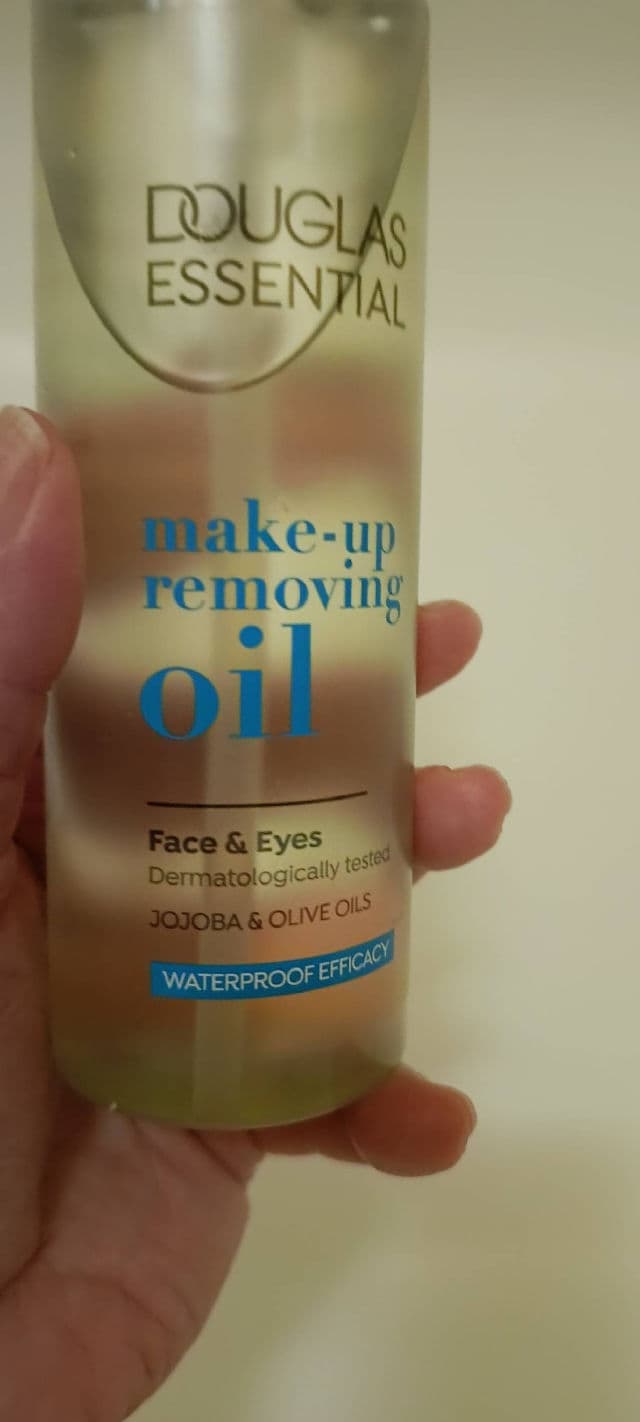 DOUGLAS
ESSENTIAL
make-up
removing
oil
Face & Eyes
Dermatologically tested
JOJOBA & OLIVE OILS
WATERPROOF EFFICACY